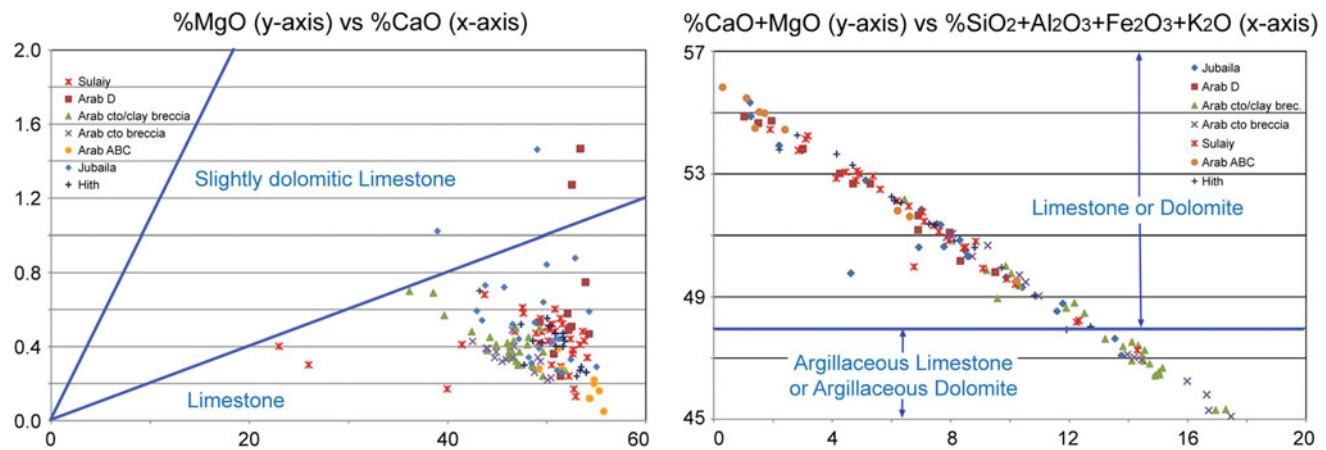 %MgO (y-axis) vs %CaO (x-axis)
2.0
1.6
1.2
0.8
0.4
0.0
0
20
40
60
Sulaiy
Arab D
Arab cto/clay breccia
Arab cto breccia
Arab ABC
Jubaila
Hith
Slightly dolomitic Limestone
Limestone
%CaO+MgO (y-axis) vs %SiO2+Al2O3+Fe2O3+K2O (x-axis)
57
53
49
45
0
4
8
12
16
20
Jubaila
Arab D
Arab cto/clay brec.
Arab cto breccia
Sulaiy
Arab ABC
Hith
Limestone or Dolomite
Argillaceous Limestone
or Argillaceous Dolomite